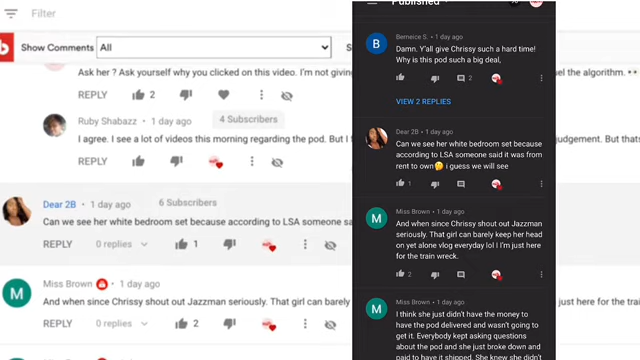 Filter
Show Comments
All
Ask her ? Ask yourself why you clicked on this video. I'm not giving
uel the algorithm.
REPLY
2
Ruby Shabazz • 1 day ago
4 Subscribers
I agree. I see a lot of videos this morning regarding the pod. But I
judgement. But thats
REPLY
Dear 2B • 1 day ago
6 Subscribers
Can we see her white bedroom set because according to LSA someone sa
REPLY
0 replies
1
M
Miss Brown • 1 day ago
And when since Chrissy shout out Jazzman seriously. That girl can barely
just here for the trai
REPLY
0 replies
2
Published
B
Berneice S. • 1 day ago
Damn. Y'all give Chrissy such a hard time!
Why is this pod such a big deal,
2
VIEW 2 REPLIES
Dear 2B • 1 day ago
Can we see her white bedroom set because
according to LSA someone said it was from
rent to own🤔 i guess we will see
1
M
Miss Brown • 1 day ago
And when since Chrissy shout out Jazzman
seriously. That girl can barely keep her head
on yet alone vlog everyday lol I I'm just here
for the train wreck.
2
M
Miss Brown • 1 day ago
I think she just didn't have the money to
have the pod delivered and wasn't going to
get it. Everybody kept asking questions
about the pod and she just broke down and
paid to have it shipped. She knew she didn't